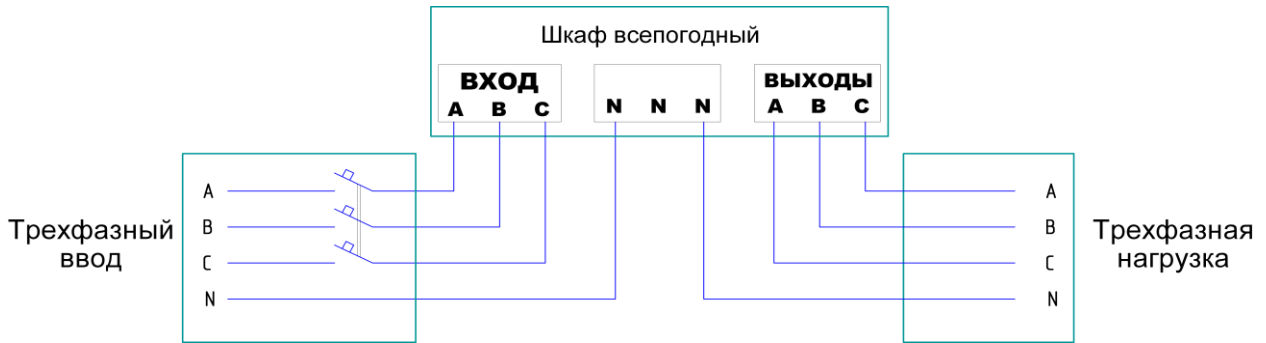 Шкаф всепогодный
ВХОД
A B C
N N N
ВЫХОДЫ
A B C
Трехфазный
ввод
A
B
C
N
A
B
C
N
Трехфазная
нагрузка